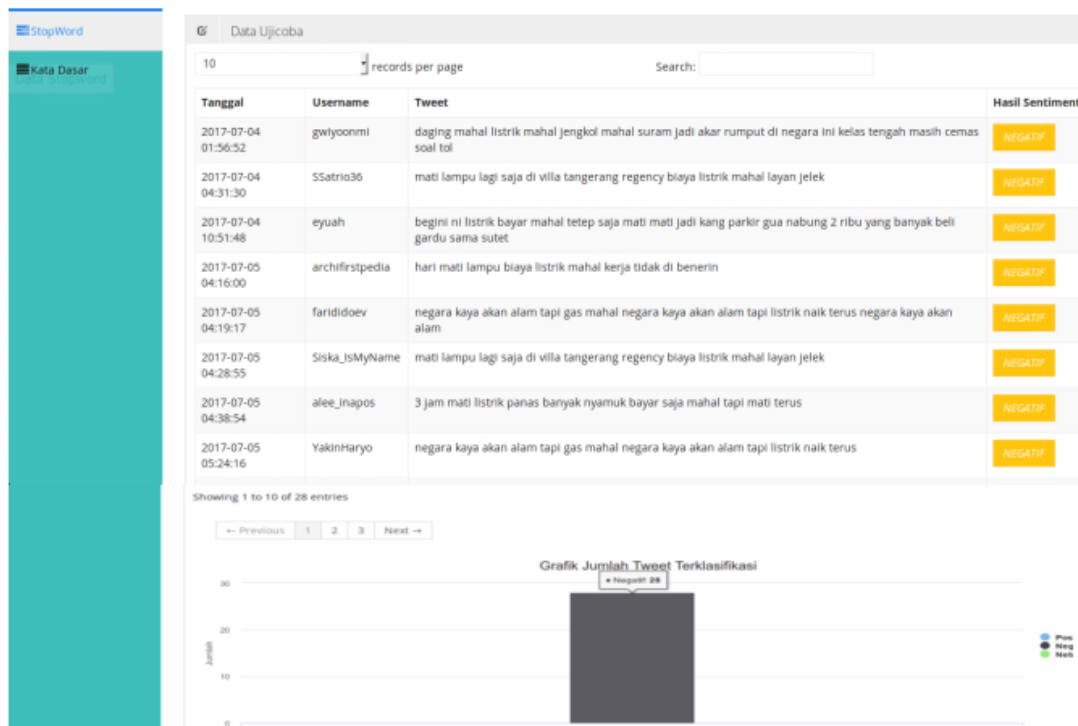 StopWord
Kata Dasar
Data StopWord
Data Ujicoba
10 records per page Search:
Tanggal Username Tweet Hasil Sentiment
2017-07-04 gwiyoonmi daging mahal listrik mahal jengkol mahal suram jadi akar rumput di negara ini kelas tengah masih cemas NEGATIF
01:56:52 soal tol
2017-07-04 SSatrio36 mati lampu lagi saja di villa tangerang regency biaya listrik mahal layan jelek NEGATIF
04:31:30
2017-07-04 eyuah begini ni listrik bayar mahal tetep saja mati mati jadi kang parkir gua nabung 2 ribu yang banyak beli NEGATIF
10:51:48 gardu sama sutet
2017-07-05 archifirstpedia hari mati lampu biaya listrik mahal kerja tidak di benerin NEGATIF
04:16:00
2017-07-05 farididoev negara kaya akan alam tapi gas mahal negara kaya akan alam tapi listrik naik terus negara kaya akan NEGATIF
04:19:17 alam
2017-07-05 Siska_IsMyName mati lampu lagi saja di villa tangerang regency biaya listrik mahal layan jelek NEGATIF
04:28:55
2017-07-05 alee_inapos 3 jam mati listrik panas banyak nyamuk bayar saja mahal tapi mati terus NEGATIF
04:38:54
2017-07-05 YakinHaryo negara kaya akan alam tapi gas mahal negara kaya akan alam tapi listrik naik terus NEGATIF
05:24:16
Showing 1 to 10 of 28 entries
← Previous 1 2 3 Next →
Grafik Jumlah Tweet Terklasifikasi
Negatif: 28
30
20
10
0
Jumlah
Pos
Neg
Net